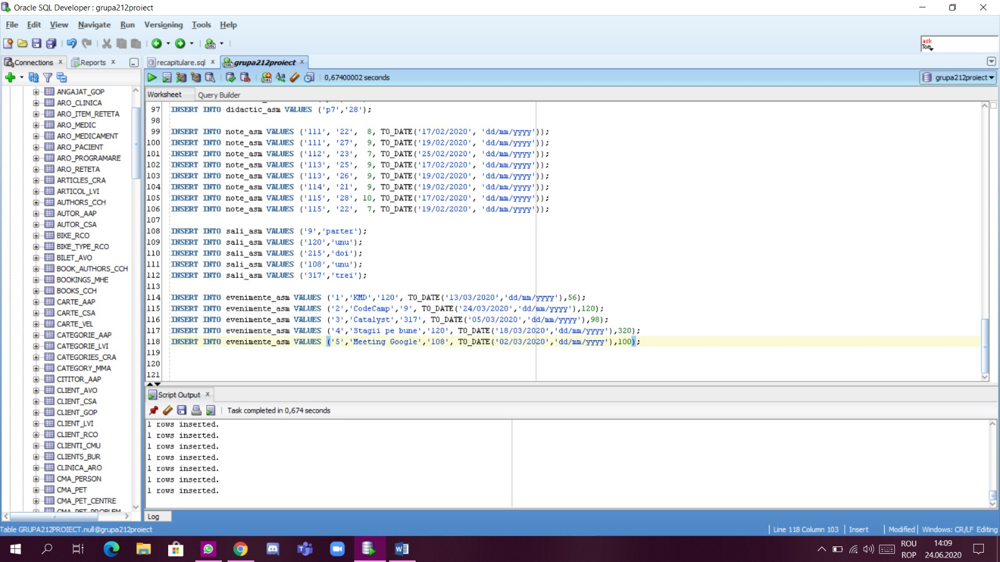 Oracle SQL Developer : grupa212proiect
File Edit View Navigate Run Versioning Tools Help
ask
Tom
Connections Reports
recapitulare.sql grupa212proiect
0,67400002 seconds
grupa212proiect
Worksheet Query Builder
ANGAJAT_GOP
ARO_CLINICA
ARO_ITEM_RETETA
ARO_MEDIC
ARO_MEDICAMENT
ARO_PACIENT
ARO_PROGRAMARE
ARO_RETETA
ARTICLES_CRA
ARTICOL_LVI
AUTHORS_CCH
AUTOR_AAP
AUTOR_CSA
BIKE_RCO
BIKE_TYPE_RCO
BILET_AVO
BOOK_AUTHORS_CCH
BOOKINGS_MHE
BOOKS_CCH
CARTE_AAP
CARTE_CSA
CARTE_VEL
CATEGORIE_AAP
CATEGORIE_LVI
CATEGORIES_CRA
CATEGORY_MMA
CITITOR_AAP
CLIENT_AVO
CLIENT_CSA
CLIENT_GOP
CLIENT_LVI
CLIENT_RCO
CLIENTI_CMU
CLIENTS_BUR
CLINICA_ARO
CMA_PERSON
CMA_PET
CMA_PET_CENTRE
CMA_PET_PROBLEM
97 INSERT INTO didactic_asm VALUES ('p7','28');
98
99 INSERT INTO note_asm VALUES ('111', '22', 8, TO_DATE('17/02/2020', 'dd/mm/yyyy'));
100 INSERT INTO note_asm VALUES ('111', '27', 9, TO_DATE('19/02/2020', 'dd/mm/yyyy'));
101 INSERT INTO note_asm VALUES ('112', '23', 7, TO_DATE('25/02/2020', 'dd/mm/yyyy'));
102 INSERT INTO note_asm VALUES ('113', '25', 9, TO_DATE('17/02/2020', 'dd/mm/yyyy'));
103 INSERT INTO note_asm VALUES ('113', '26', 9, TO_DATE('19/02/2020', 'dd/mm/yyyy'));
104 INSERT INTO note_asm VALUES ('114', '21', 9, TO_DATE('19/02/2020', 'dd/mm/yyyy'));
105 INSERT INTO note_asm VALUES ('115', '28', 10, TO_DATE('17/02/2020', 'dd/mm/yyyy'));
106 INSERT INTO note_asm VALUES ('115', '22', 7, TO_DATE('19/02/2020', 'dd/mm/yyyy'));
107
108 INSERT INTO sali_asm VALUES ('9','parter');
109 INSERT INTO sali_asm VALUES ('120','unu');
110 INSERT INTO sali_asm VALUES ('215','doi');
111 INSERT INTO sali_asm VALUES ('108','unu');
112 INSERT INTO sali_asm VALUES ('317','trei');
113
114 INSERT INTO evenimente_asm VALUES ('1','KMD','120', TO_DATE('13/03/2020','dd/mm/yyyy'),56);
115 INSERT INTO evenimente_asm VALUES ('2','CodeCamp','9', TO_DATE('24/03/2020','dd/mm/yyyy'),120);
116 INSERT INTO evenimente_asm VALUES ('3','Catalyst','317', TO_DATE('05/03/2020','dd/mm/yyyy'),98);
117 INSERT INTO evenimente_asm VALUES ('4','Stagii pe bune','120', TO_DATE('18/03/2020','dd/mm/yyyy'),320);
118 INSERT INTO evenimente_asm VALUES ('5','Meeting Google','108', TO_DATE('02/03/2020','dd/mm/yyyy'),100);
119
120
121
Script Output
Task completed in 0,674 seconds
1 rows inserted.
1 rows inserted.
1 rows inserted.
1 rows inserted.
1 rows inserted.
1 rows inserted.
1 rows inserted.
Log
Table GRUPA212PROIECT.null@grupa212proiect
Line 118 Column 103 Insert Modified Windows: CR/LF Editing
ROU 14:09
ROP 24.06.2020